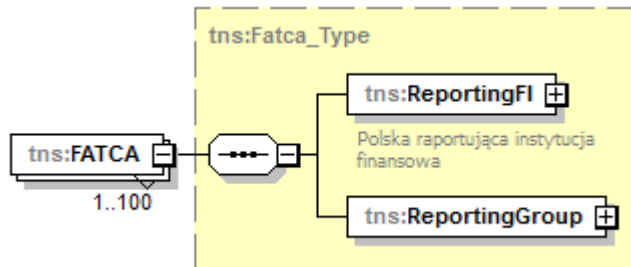 tns:Fatca_Type
tns:ReportingFI
Polska raportująca instytucja
finansowa
tns:FATCA
1..100
tns:ReportingGroup